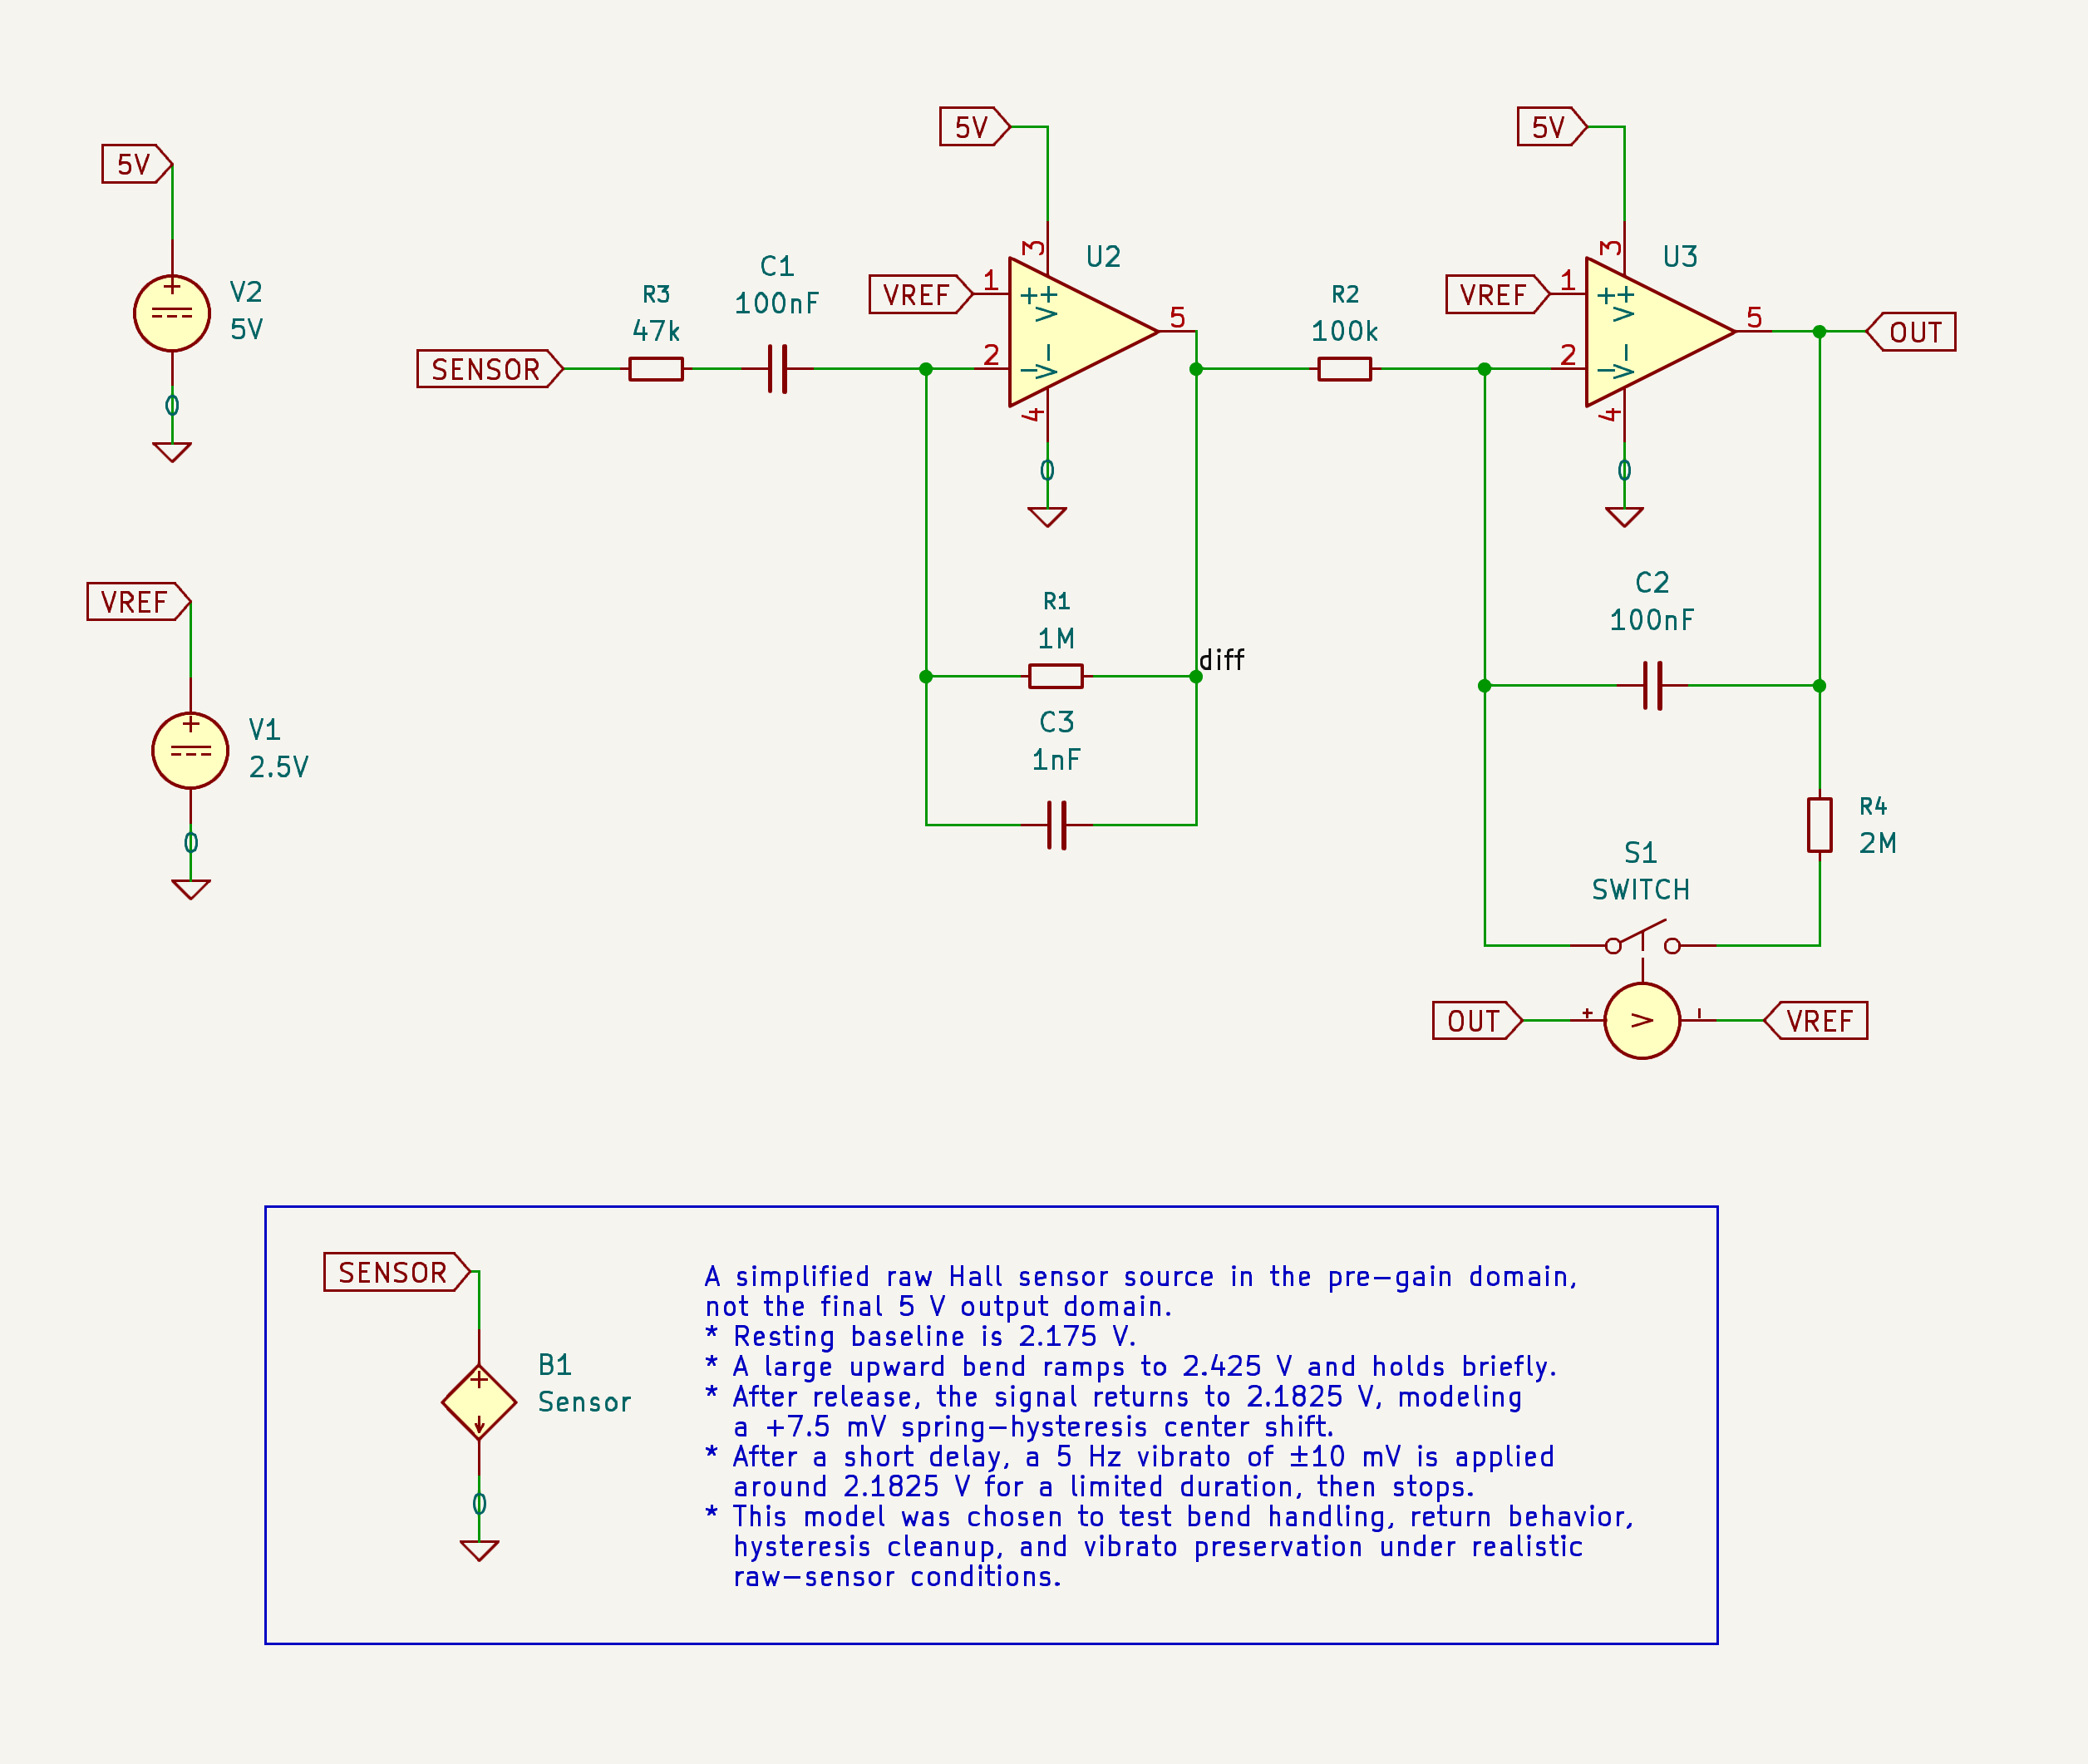 5V
V2
5V
0
VREF
V1
2.5V
0
SENSOR
R3
47k
C1
100nF
5V
VREF
U2
1
2
3
4
5
+
-
V+
V-
0
R1
1M
diff
C3
1nF
R2
100k
5V
VREF
U3
1
2
3
4
5
+
-
V+
V-
0
OUT
C2
100nF
R4
2M
S1
SWITCH
OUT
+
V
-
VREF
SENSOR
B1
Sensor
0
A simplified raw Hall sensor source in the pre-gain domain,
not the final 5 V output domain.
* Resting baseline is 2.175 V.
* A large upward bend ramps to 2.425 V and holds briefly.
* After release, the signal returns to 2.1825 V, modeling
a +7.5 mV spring-hysteresis center shift.
* After a short delay, a 5 Hz vibrato of ±10 mV is applied
around 2.1825 V for a limited duration, then stops.
* This model was chosen to test bend handling, return behavior,
hysteresis cleanup, and vibrato preservation under realistic
raw-sensor conditions.